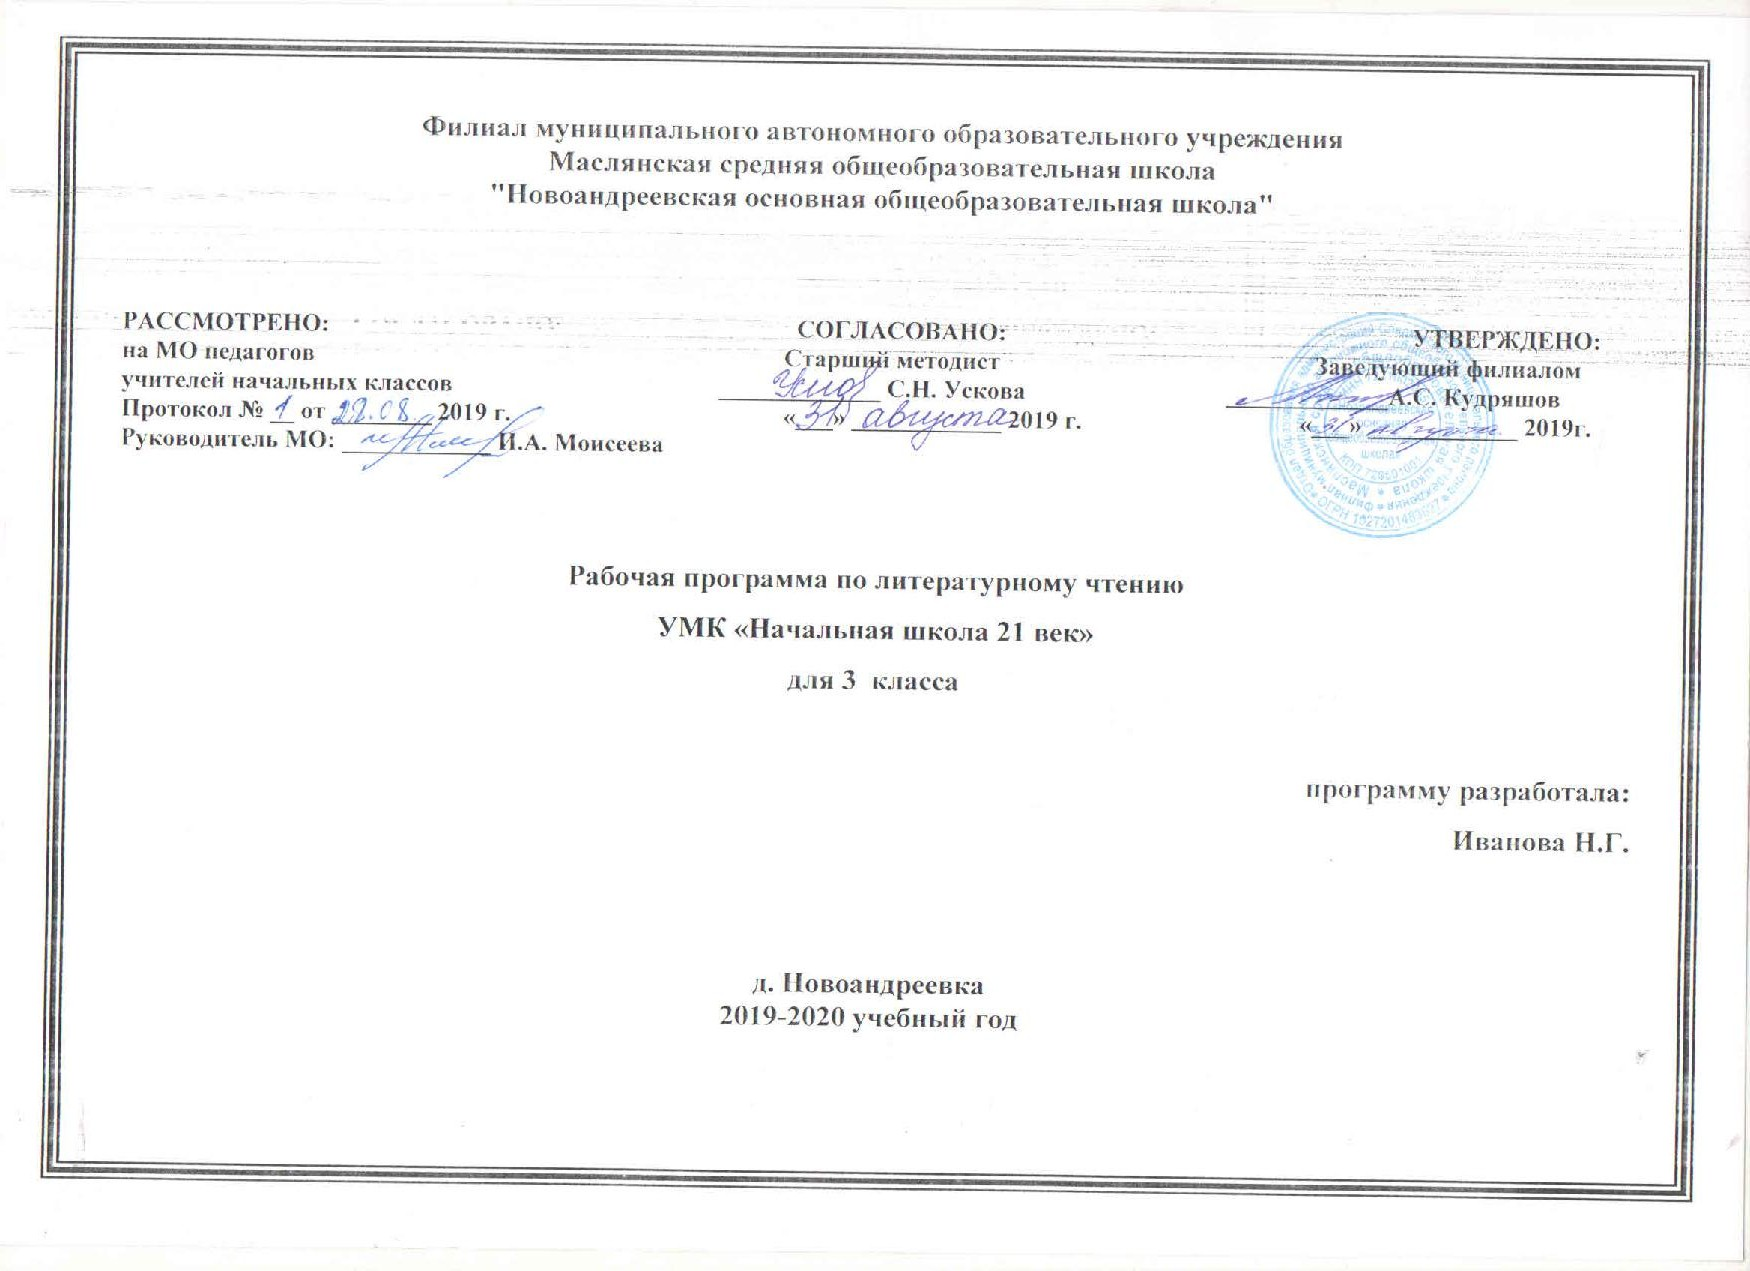 Филиал муниципального автономного образовательного учреждения
Маслянская средняя общеобразовательная школа
"Новоандреевская основная общеобразовательная школа"
РАССМОТРЕНО:
на МО педагогов
учителей начальных классов
Протокол № 1 от 28.08. 2019 г.
Руководитель МО: И.А. Моисеева
СОГЛАСОВАНО:
Старший методист
С.Н. Ускова
«31» августа 2019 г.
УТВЕРЖДЕНО:
Заведующий филиалом
А.С. Кудряшов
«31» августа 2019г.
Рабочая программа по литературному чтению
УМК «Начальная школа 21 век»
для 3 класса
программу разработала:
Иванова Н.Г.
д. Новоандреевка
2019-2020 учебный год